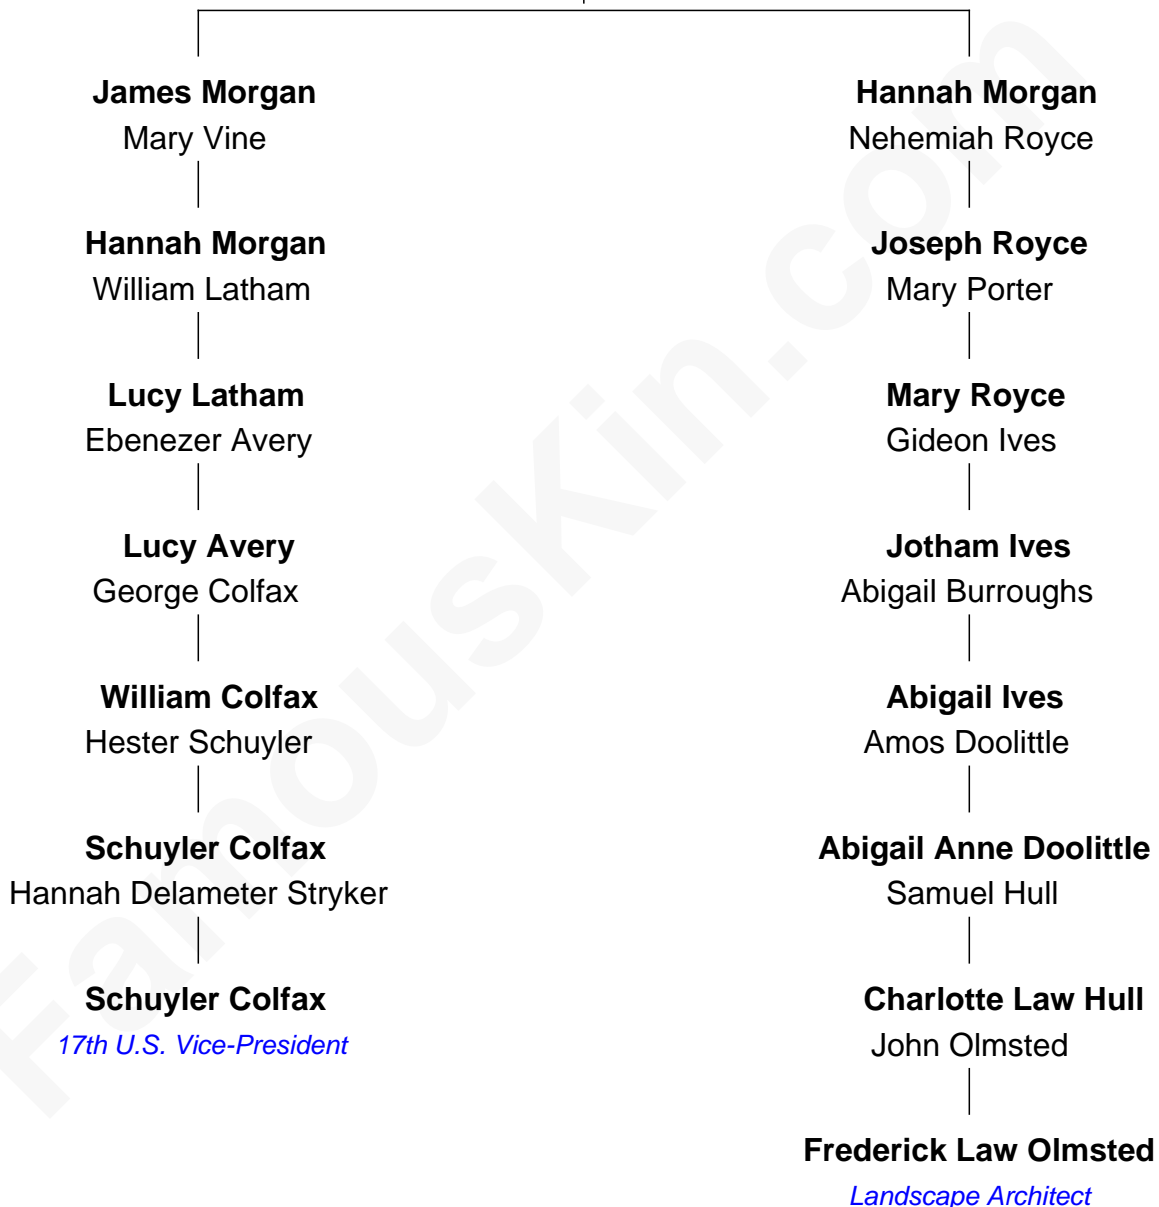 James Morgan
Mary Vine
Hannah Morgan
William Latham
Lucy Latham
Ebenezer Avery
Lucy Avery
George Colfax
William Colfax
Hester Schuyler
Schuyler Colfax
Hannah Delameter Stryker
Schuyler Colfax
17th U.S. Vice-President
Hannah Morgan
Nehemiah Royce
Joseph Royce
Mary Porter
Mary Royce
Gideon Ives
Jotham Ives
Abigail Burroughs
Abigail Ives
Amos Doolittle
Abigail Anne Doolittle
Samuel Hull
Charlotte Law Hull
John Olmsted
Frederick Law Olmsted
Landscape Architect
FamousKin.com